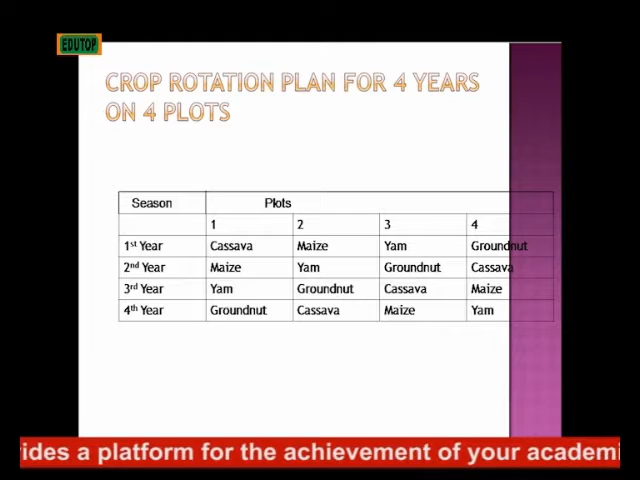 EDUTOP
CROP ROTATION PLAN FOR 4 YEARS
ON 4 PLOTS
Season Plots
1 2 3 4
1st Year Cassava Maize Yam Groundnut
2nd Year Maize Yam Groundnut Cassava
3rd Year Yam Groundnut Cassava Maize
4th Year Groundnut Cassava Maize Yam
ides a platform for the achievement of your academi